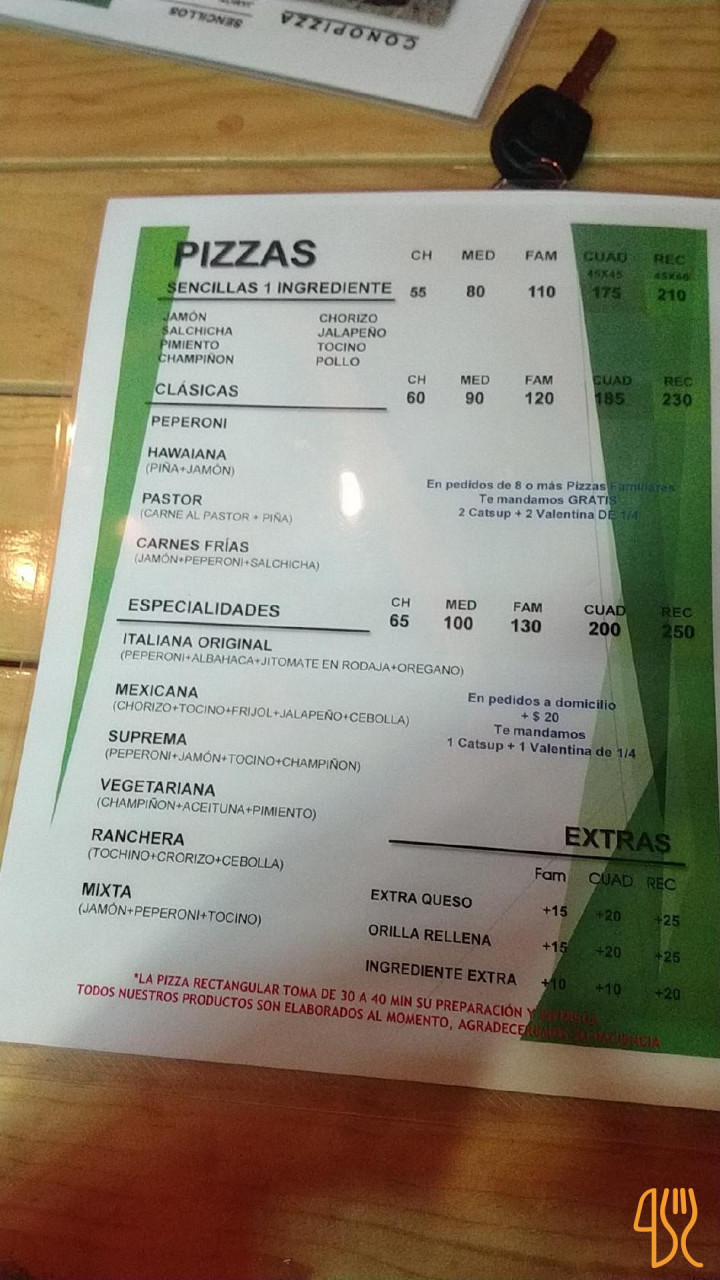 CONOPIZZA
SENCILLOS
PIZZAS
CH MED FAM CUAD REC
45X45 45X60
SENCILLAS 1 INGREDIENTE 55 80 110 175 210
JAMÓN CHORIZO
SALCHICHA JALAPEÑO
PIMIENTO TOCINO
CHAMPIÑON POLLO
CH MED FAM CUAD REC
CLÁSICAS 60 90 120 185 230
PEPERONI
HAWAIANA
(PIÑA+JAMÓN)
En pedidos de 8 o más Pizzas Familiares
Te mandamos GRATIS
2 Catsup + 2 Valentina DE 1/4
PASTOR
(CARNE AL PASTOR + PIÑA)
CARNES FRÍAS
(JAMÓN+PEPERONI+SALCHICHA)
CH MED FAM CUAD REC
ESPECIALIDADES 65 100 130 200 250
ITALIANA ORIGINAL
(PEPERONI+ALBAHACA+JITOMATE EN RODAJA+OREGANO)
MEXICANA
(CHORIZO+TOCINO+FRIJOL+JALAPEÑO+CEBOLLA)
En pedidos a domicilio
+ $ 20
Te mandamos
1 Catsup + 1 Valentina de 1/4
SUPREMA
(PEPERONI+JAMÓN+TOCINO+CHAMPIÑON)
VEGETARIANA
(CHAMPIÑON+ACEITUNA+PIMIENTO)
RANCHERA
(TOCHINO+CRORIZO+CEBOLLA)
MIXTA
(JAMÓN+PEPERONI+TOCINO)
EXTRAS
Fam CUAD REC
EXTRA QUESO +15 +20 +25
ORILLA RELLENA +15 +20 +25
INGREDIENTE EXTRA +10 +10 +20
*LA PIZZA RECTANGULAR TOMA DE 30 A 40 MIN SU PREPARACIÓN Y
TODOS NUESTROS PRODUCTOS SON ELABORADOS AL MOMENTO, AGRADECEREMOS SU PACIENCIA